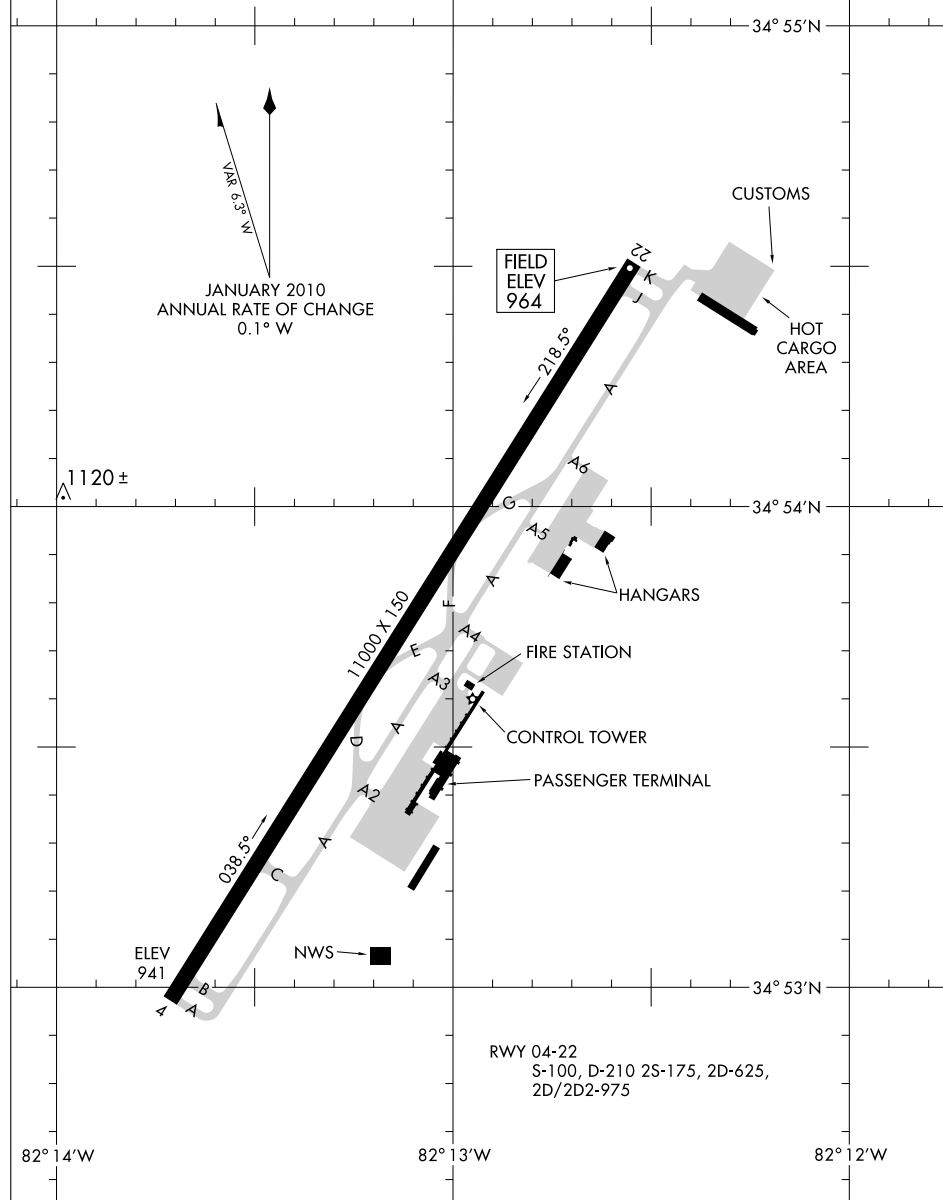 34° 55'N
VAR 6.3° W
CUSTOMS
22
FIELD
ELEV
964
K
J
JANUARY 2010
ANNUAL RATE OF CHANGE
0.1° W
HOT
CARGO
AREA
218.5°
A
A6
1120 ±
G
34° 54'N
A5
A
HANGARS
F
11000 X 150
A4
E
FIRE STATION
A3
A
D
CONTROL TOWER
PASSENGER TERMINAL
A2
A
038.5°
C
ELEV
941
NWS
B
34° 53'N
4
A
RWY 04-22
S-100, D-210 2S-175, 2D-625,
2D/2D2-975
82° 14'W
82° 13'W
82° 12'W